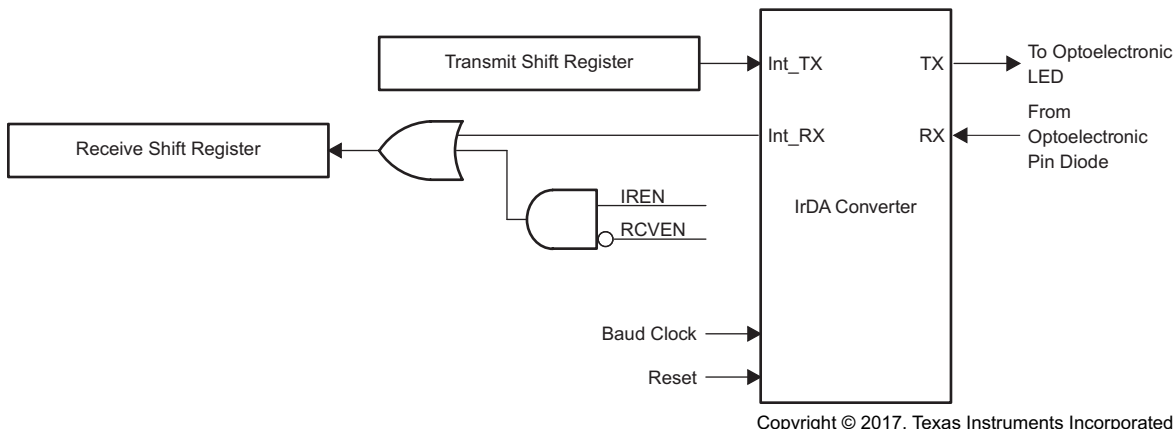 Transmit Shift Register
Int_TX
TX
To Optoelectronic
LED
Receive Shift Register
Int_RX
RX
From
Optoelectronic
Pin Diode
IREN
RCVEN
IrDA Converter
Baud Clock
Reset
Copyright © 2017, Texas Instruments Incorporated